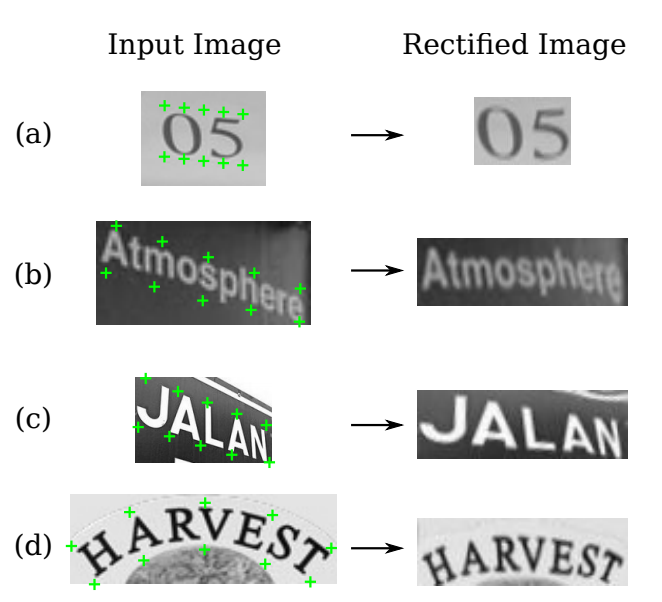 Input Image Rectified Image
(a) 05 05
(b) Atmosphere Atmosphere
(c) JALAN JALAN
(d) HARVEST HARVEST